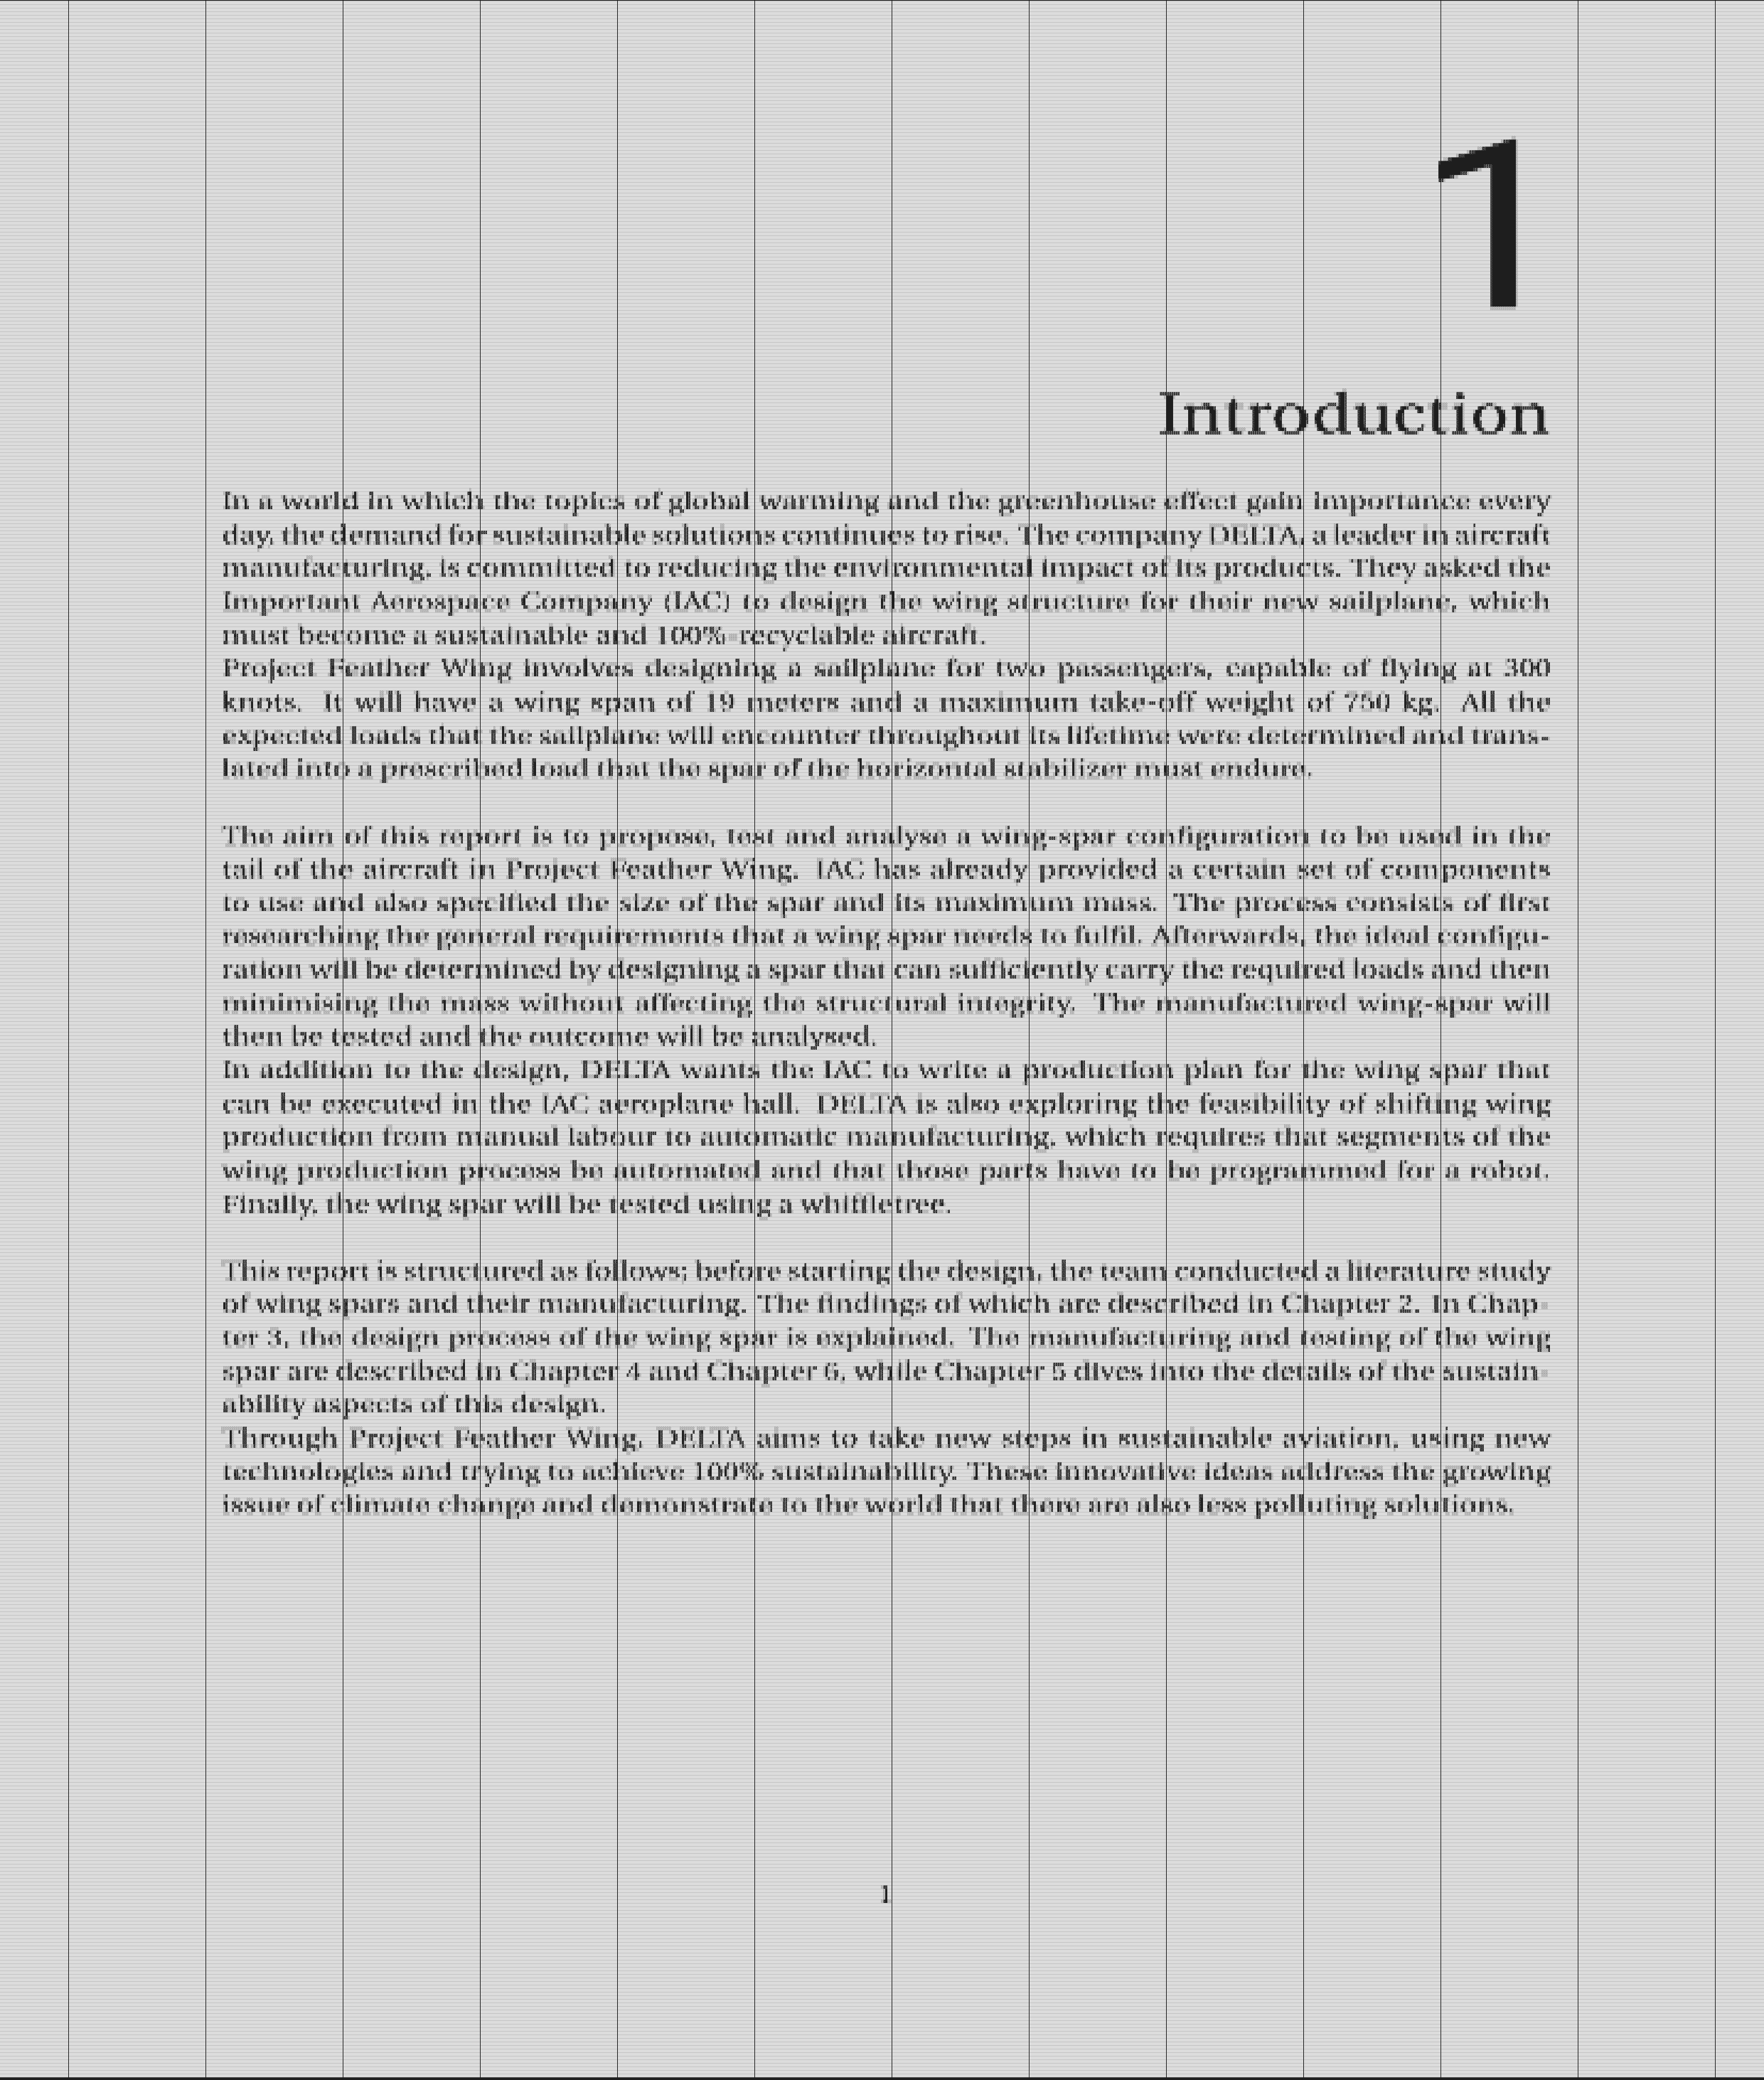 1
Introduction
In a world in which the topics of global warming and the greenhouse effect gain importance every
day, the demand for sustainable solutions continues to rise. The company DELTA, a leader in aircraft
manufacturing, is committed to reducing the environmental impact of its products. They asked the
Important Aerospace Company (IAC) to design the wing structure for their new sailplane, which
must become a sustainable and 100%-recyclable aircraft.
Project Feather Wing involves designing a sailplane for two passengers, capable of flying at 300
knots. It will have a wing span of 19 meters and a maximum take-off weight of 750 kg. All the
expected loads that the sailplane will encounter throughout its lifetime were determined and trans-
lated into a prescribed load that the spar of the horizontal stabilizer must endure.
The aim of this report is to propose, test and analyse a wing-spar configuration to be used in the
tail of the aircraft in Project Feather Wing. IAC has already provided a certain set of components
to use and also specified the size of the spar and its maximum mass. The process consists of first
researching the general requirements that a wing spar needs to fulfil. Afterwards, the ideal configu-
ration will be determined by designing a spar that can sufficiently carry the required loads and then
minimising the mass without affecting the structural integrity. The manufactured wing-spar will
then be tested and the outcome will be analysed.
In addition to the design, DELTA wants the IAC to write a production plan for the wing spar that
can be executed in the IAC aeroplane hall. DELTA is also exploring the feasibility of shifting wing
production from manual labour to automatic manufacturing, which requires that segments of the
wing production process be automated and that those parts have to be programmed for a robot.
Finally, the wing spar will be tested using a whiffletree.
This report is structured as follows; before starting the design, the team conducted a literature study
of wing spars and their manufacturing. The findings of which are described in Chapter 2. In Chap-
ter 3, the design process of the wing spar is explained. The manufacturing and testing of the wing
spar are described in Chapter 4 and Chapter 6, while Chapter 5 dives into the details of the sustain-
ability aspects of this design.
Through Project Feather Wing, DELTA aims to take new steps in sustainable aviation, using new
technologies and trying to achieve 100% sustainability. These innovative ideas address the growing
issue of climate change and demonstrate to the world that there are also less polluting solutions.
1